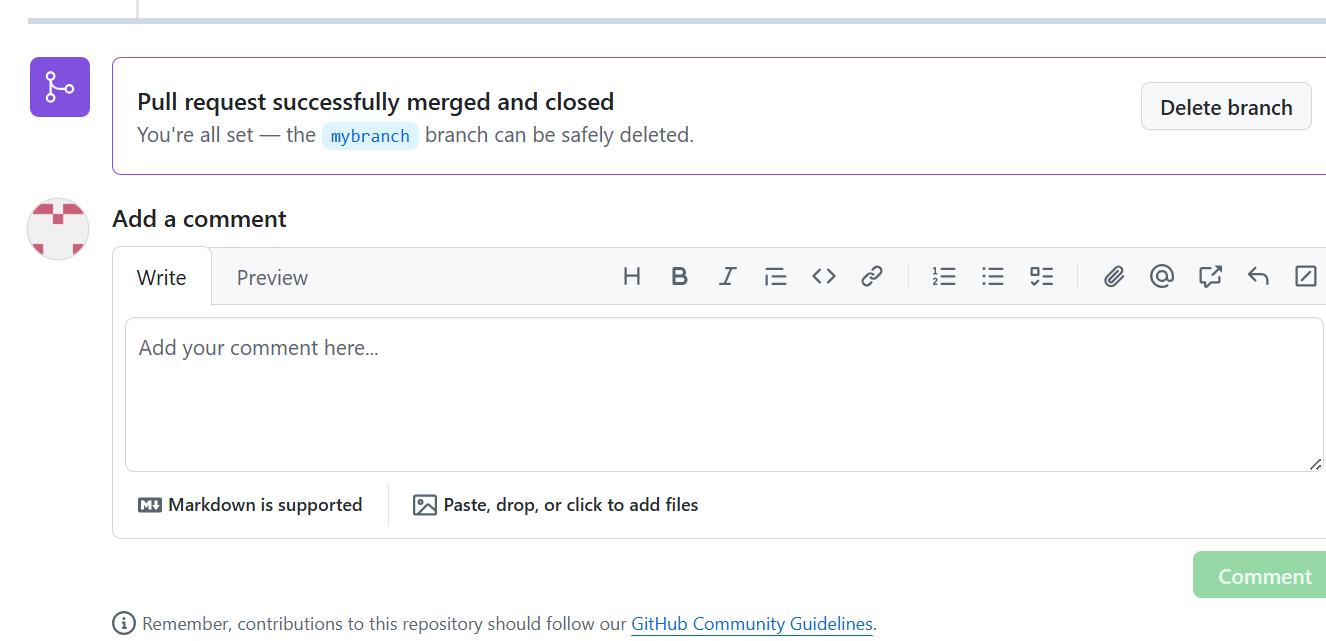 Pull request successfully merged and closed
Delete branch
You're all set — the mybranch branch can be safely deleted.
Add a comment
Write Preview
Add your comment here...
Markdown is supported
Paste, drop, or click to add files
Comment
Remember, contributions to this repository should follow our GitHub Community Guidelines.